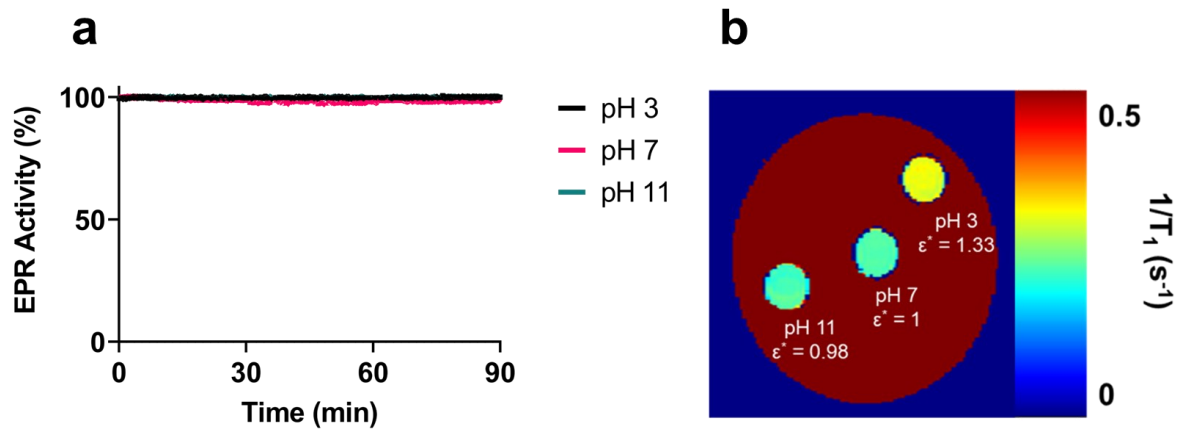 a
EPR Activity (%)
100
50
0
0 30 60 90
Time (min)
pH 3
pH 7
pH 11
b
pH 3
ε* = 1.33
pH 7
ε* = 1
pH 11
ε* = 0.98
0.5
0
1/T₁ (s⁻¹)